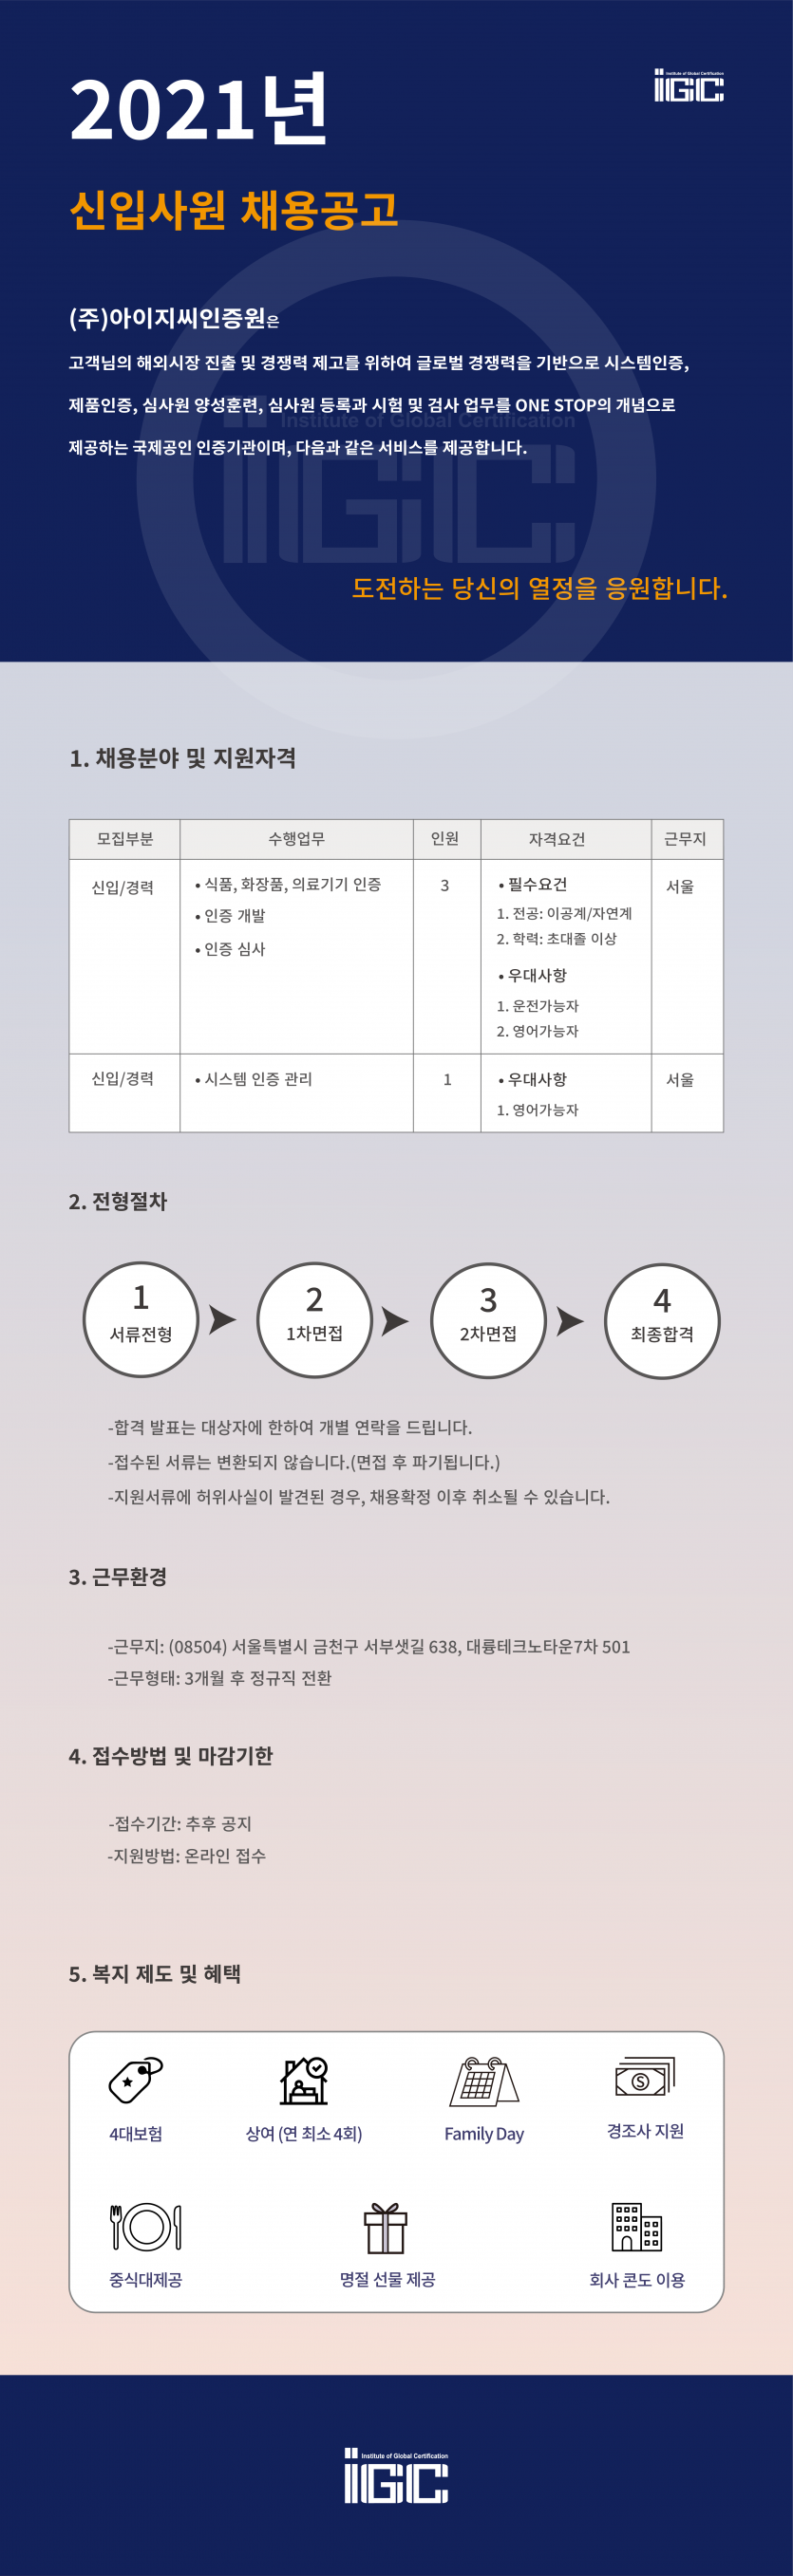 2021년
Institute of Global Certification
iGC
신입사원 채용공고
(주)아이지씨인증원은
고객님의 해외시장 진출 및 경쟁력 제고를 위하여 글로벌 경쟁력을 기반으로 시스템인증,
제품인증, 심사원 양성훈련, 심사원 등록과 시험 및 검사 업무를 ONE STOP의 개념으로
Institute of Global Certification
제공하는 국제공인 인증기관이며, 다음과 같은 서비스를 제공합니다.
iGC
도전하는 당신의 열정을 응원합니다.
1. 채용분야 및 지원자격
모집부분 수행업무 인원 자격요건 근무지
신입/경력 • 식품, 화장품, 의료기기 인증 3 • 필수요건 서울
• 인증 개발 1. 전공: 이공계/자연계
• 인증 심사 2. 학력: 초대졸 이상
• 우대사항
1. 운전가능자
2. 영어가능자
신입/경력 • 시스템 인증 관리 1 • 우대사항 서울
1. 영어가능자
2. 전형절차
1 2 3 4
서류전형 1차면접 2차면접 최종합격
-합격 발표는 대상자에 한하여 개별 연락을 드립니다.
-접수된 서류는 변환되지 않습니다.(면접 후 파기됩니다.)
-지원서류에 허위사실이 발견된 경우, 채용확정 이후 취소될 수 있습니다.
3. 근무환경
-근무지: (08504) 서울특별시 금천구 서부샛길 638, 대륭테크노타운7차 501
-근무형태: 3개월 후 정규직 전환
4. 접수방법 및 마감기한
-접수기간: 추후 공지
-지원방법: 온라인 접수
5. 복지 제도 및 혜택
4대보험 상여 (연 최소 4회) Family Day 경조사 지원
중식대제공 명절 선물 제공 회사 콘도 이용
Institute of Global Certification
iGC